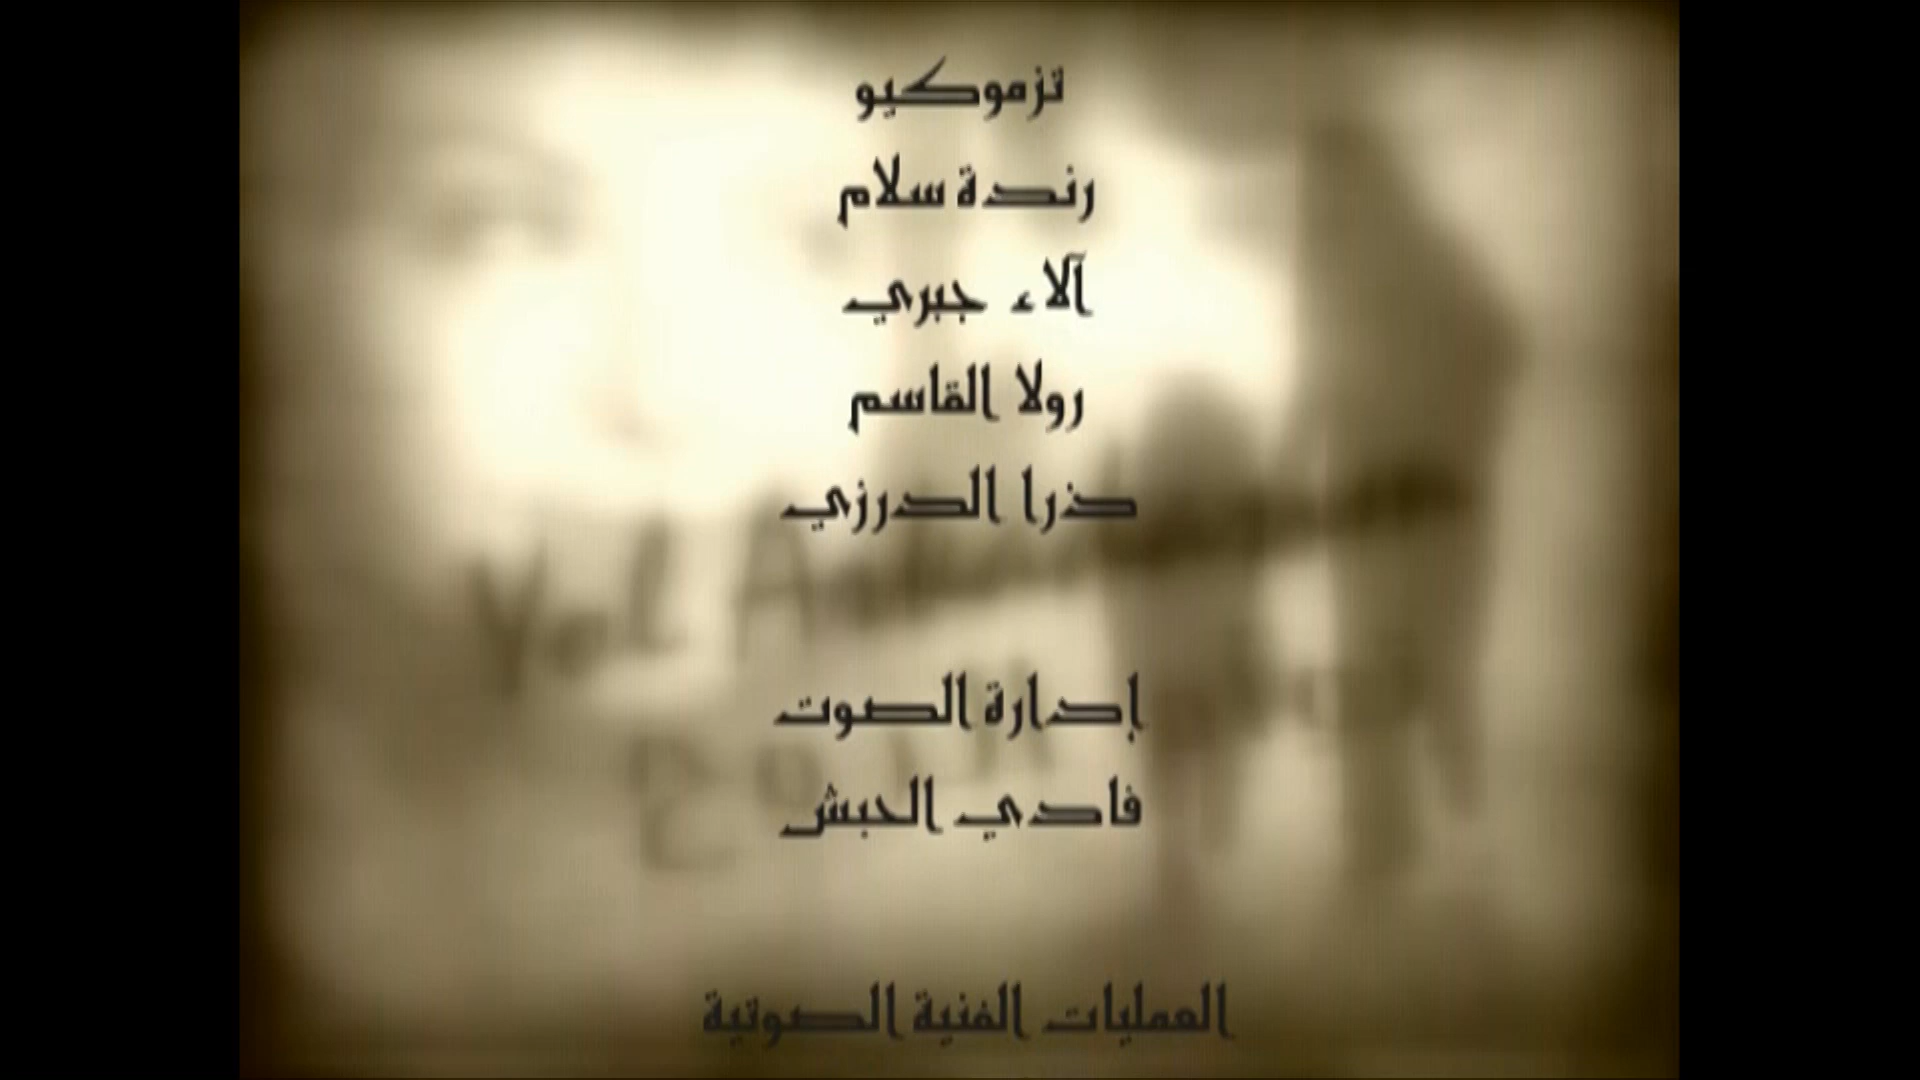 تزموكيو
رندة سلام
آلاء جبري
رولا القاسم
ذرا الدرزي
إدارة الصوت
فادي الحبش
العمليات الفنية الصوتية